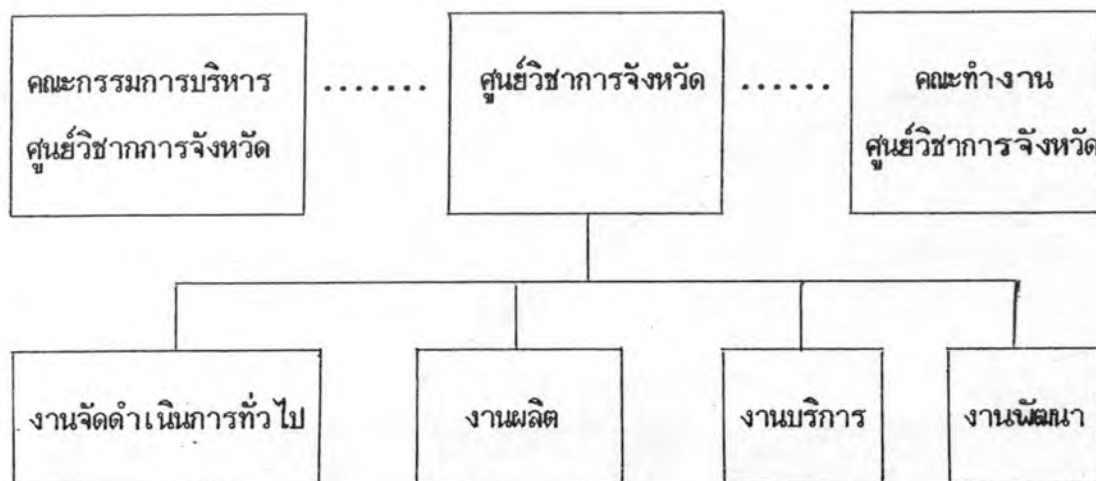 คณะกรรมการบริหาร
ศูนย์วิชากการจังหวัด
.......
ศูนย์วิชาการจังหวัด
......
คณะทำงาน
ศูนย์วิชาการจังหวัด
งานจัดดำเนินการทั่วไป
งานผลิต
งานบริการ
งานพัฒนา